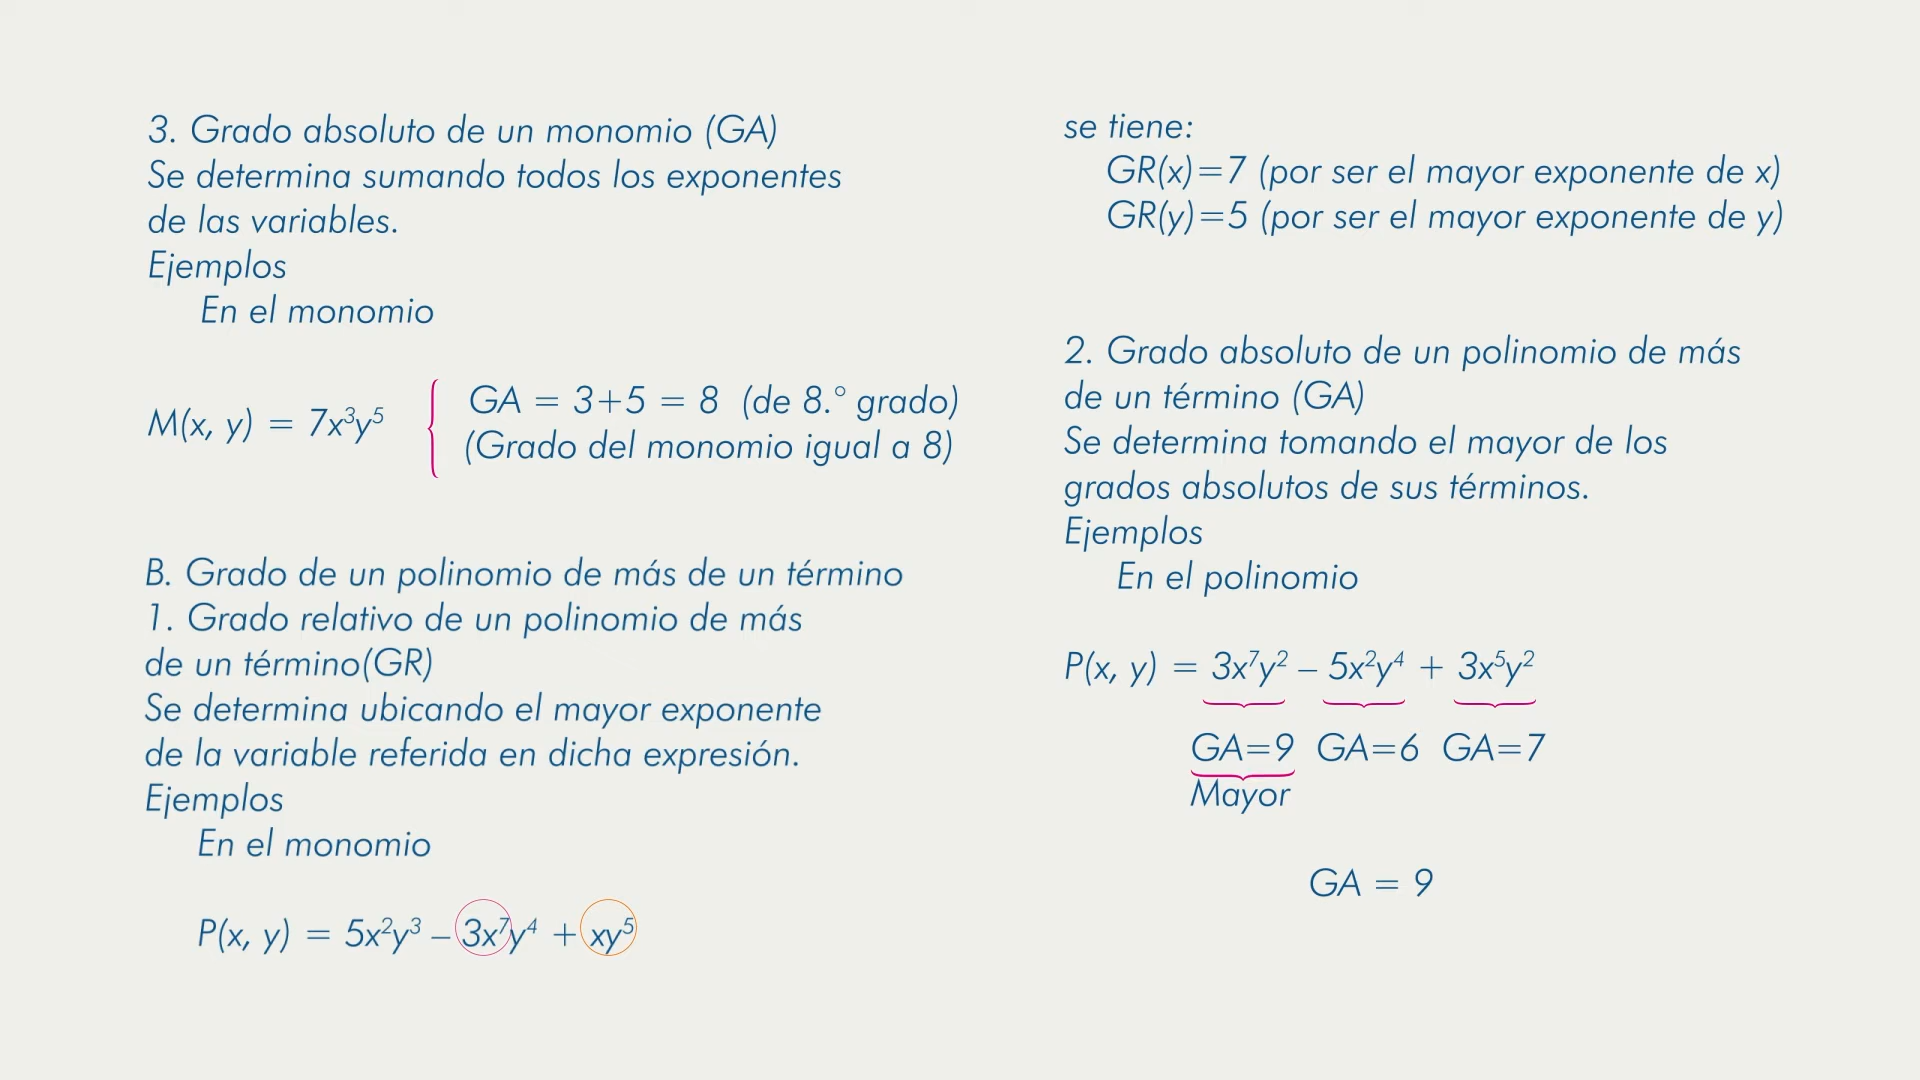 3. Grado absoluto de un monomio (GA)
Se determina sumando todos los exponentes
de las variables.
Ejemplos
En el monomio
M(x, y) = 7x³y⁵
GA = 3+5 = 8 (de 8.° grado)
(Grado del monomio igual a 8)
B. Grado de un polinomio de más de un término
1. Grado relativo de un polinomio de más
de un término(GR)
Se determina ubicando el mayor exponente
de la variable referida en dicha expresión.
Ejemplos
En el monomio
P(x, y) = 5x²y³ – 3x⁷y⁴ + xy⁵
se tiene:
GR(x)=7 (por ser el mayor exponente de x)
GR(y)=5 (por ser el mayor exponente de y)
2. Grado absoluto de un polinomio de más
de un término (GA)
Se determina tomando el mayor de los
grados absolutos de sus términos.
Ejemplos
En el polinomio
P(x, y) = 3x⁷y² – 5x²y⁴ + 3x⁵y²
GA=9 GA=6 GA=7
Mayor
GA = 9